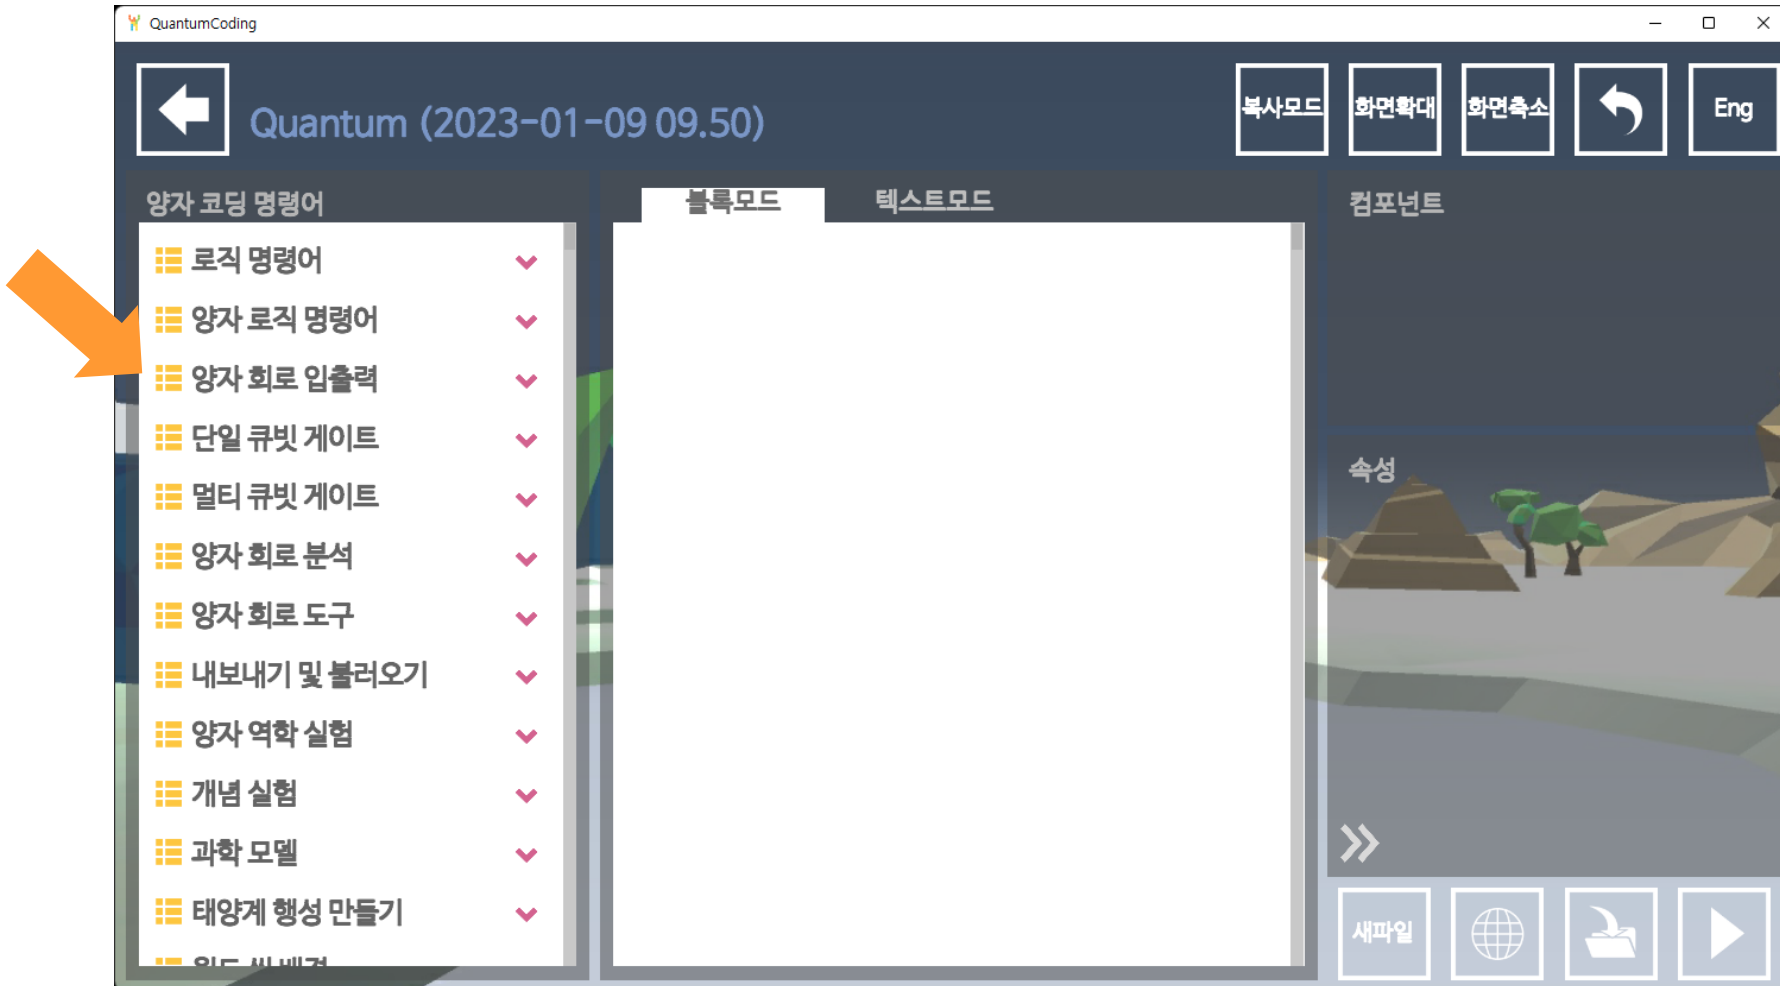 QuantumCoding
Quantum (2023-01-09 09.50)
복사모드
화면확대
화면축소
Eng
양자 코딩 명령어
블록모드
텍스트모드
컴포넌트
로직 명령어
양자 로직 명령어
양자 회로 입출력
단일 큐빗 게이트
멀티 큐빗 게이트
양자 회로 분석
양자 회로 도구
내보내기 및 불러오기
양자 역학 실험
개념 실험
과학 모델
태양계 행성 만들기
속성
새파일